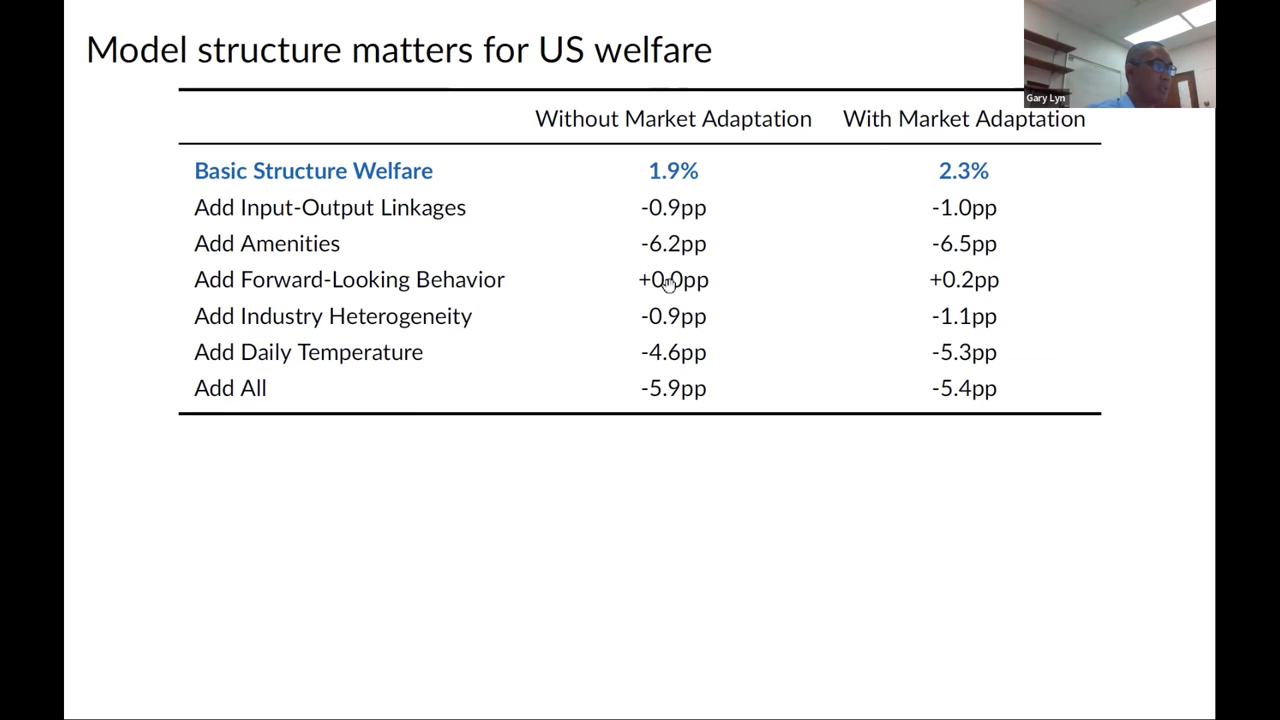 Model structure matters for US welfare
Gary Lyn
Without Market Adaptation With Market Adaptation
Basic Structure Welfare 1.9% 2.3%
Add Input-Output Linkages -0.9pp -1.0pp
Add Amenities -6.2pp -6.5pp
Add Forward-Looking Behavior +0.0pp +0.2pp
Add Industry Heterogeneity -0.9pp -1.1pp
Add Daily Temperature -4.6pp -5.3pp
Add All -5.9pp -5.4pp